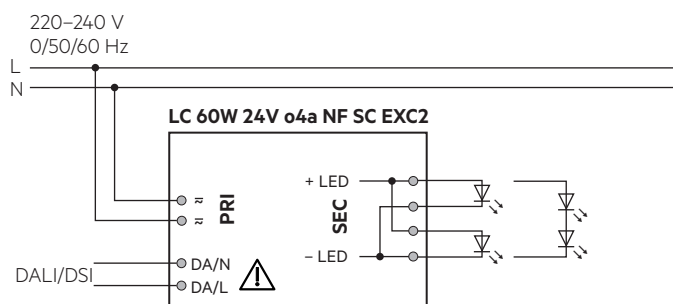 220–240 V
0/50/60 Hz
L
N
LC 60W 24V o4a NF SC EXC2
+ LED
≂
PRI
≂
SEC
– LED
DA/N
DALI/DSI
DA/L